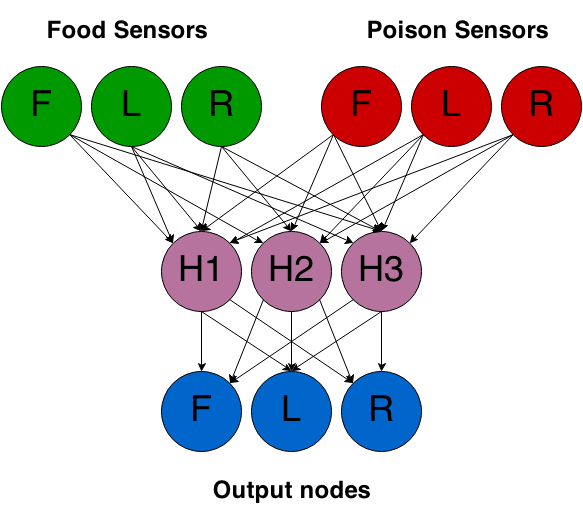 Food Sensors
Poison Sensors
F L R
F L R
H1 H2 H3
F L R
Output nodes